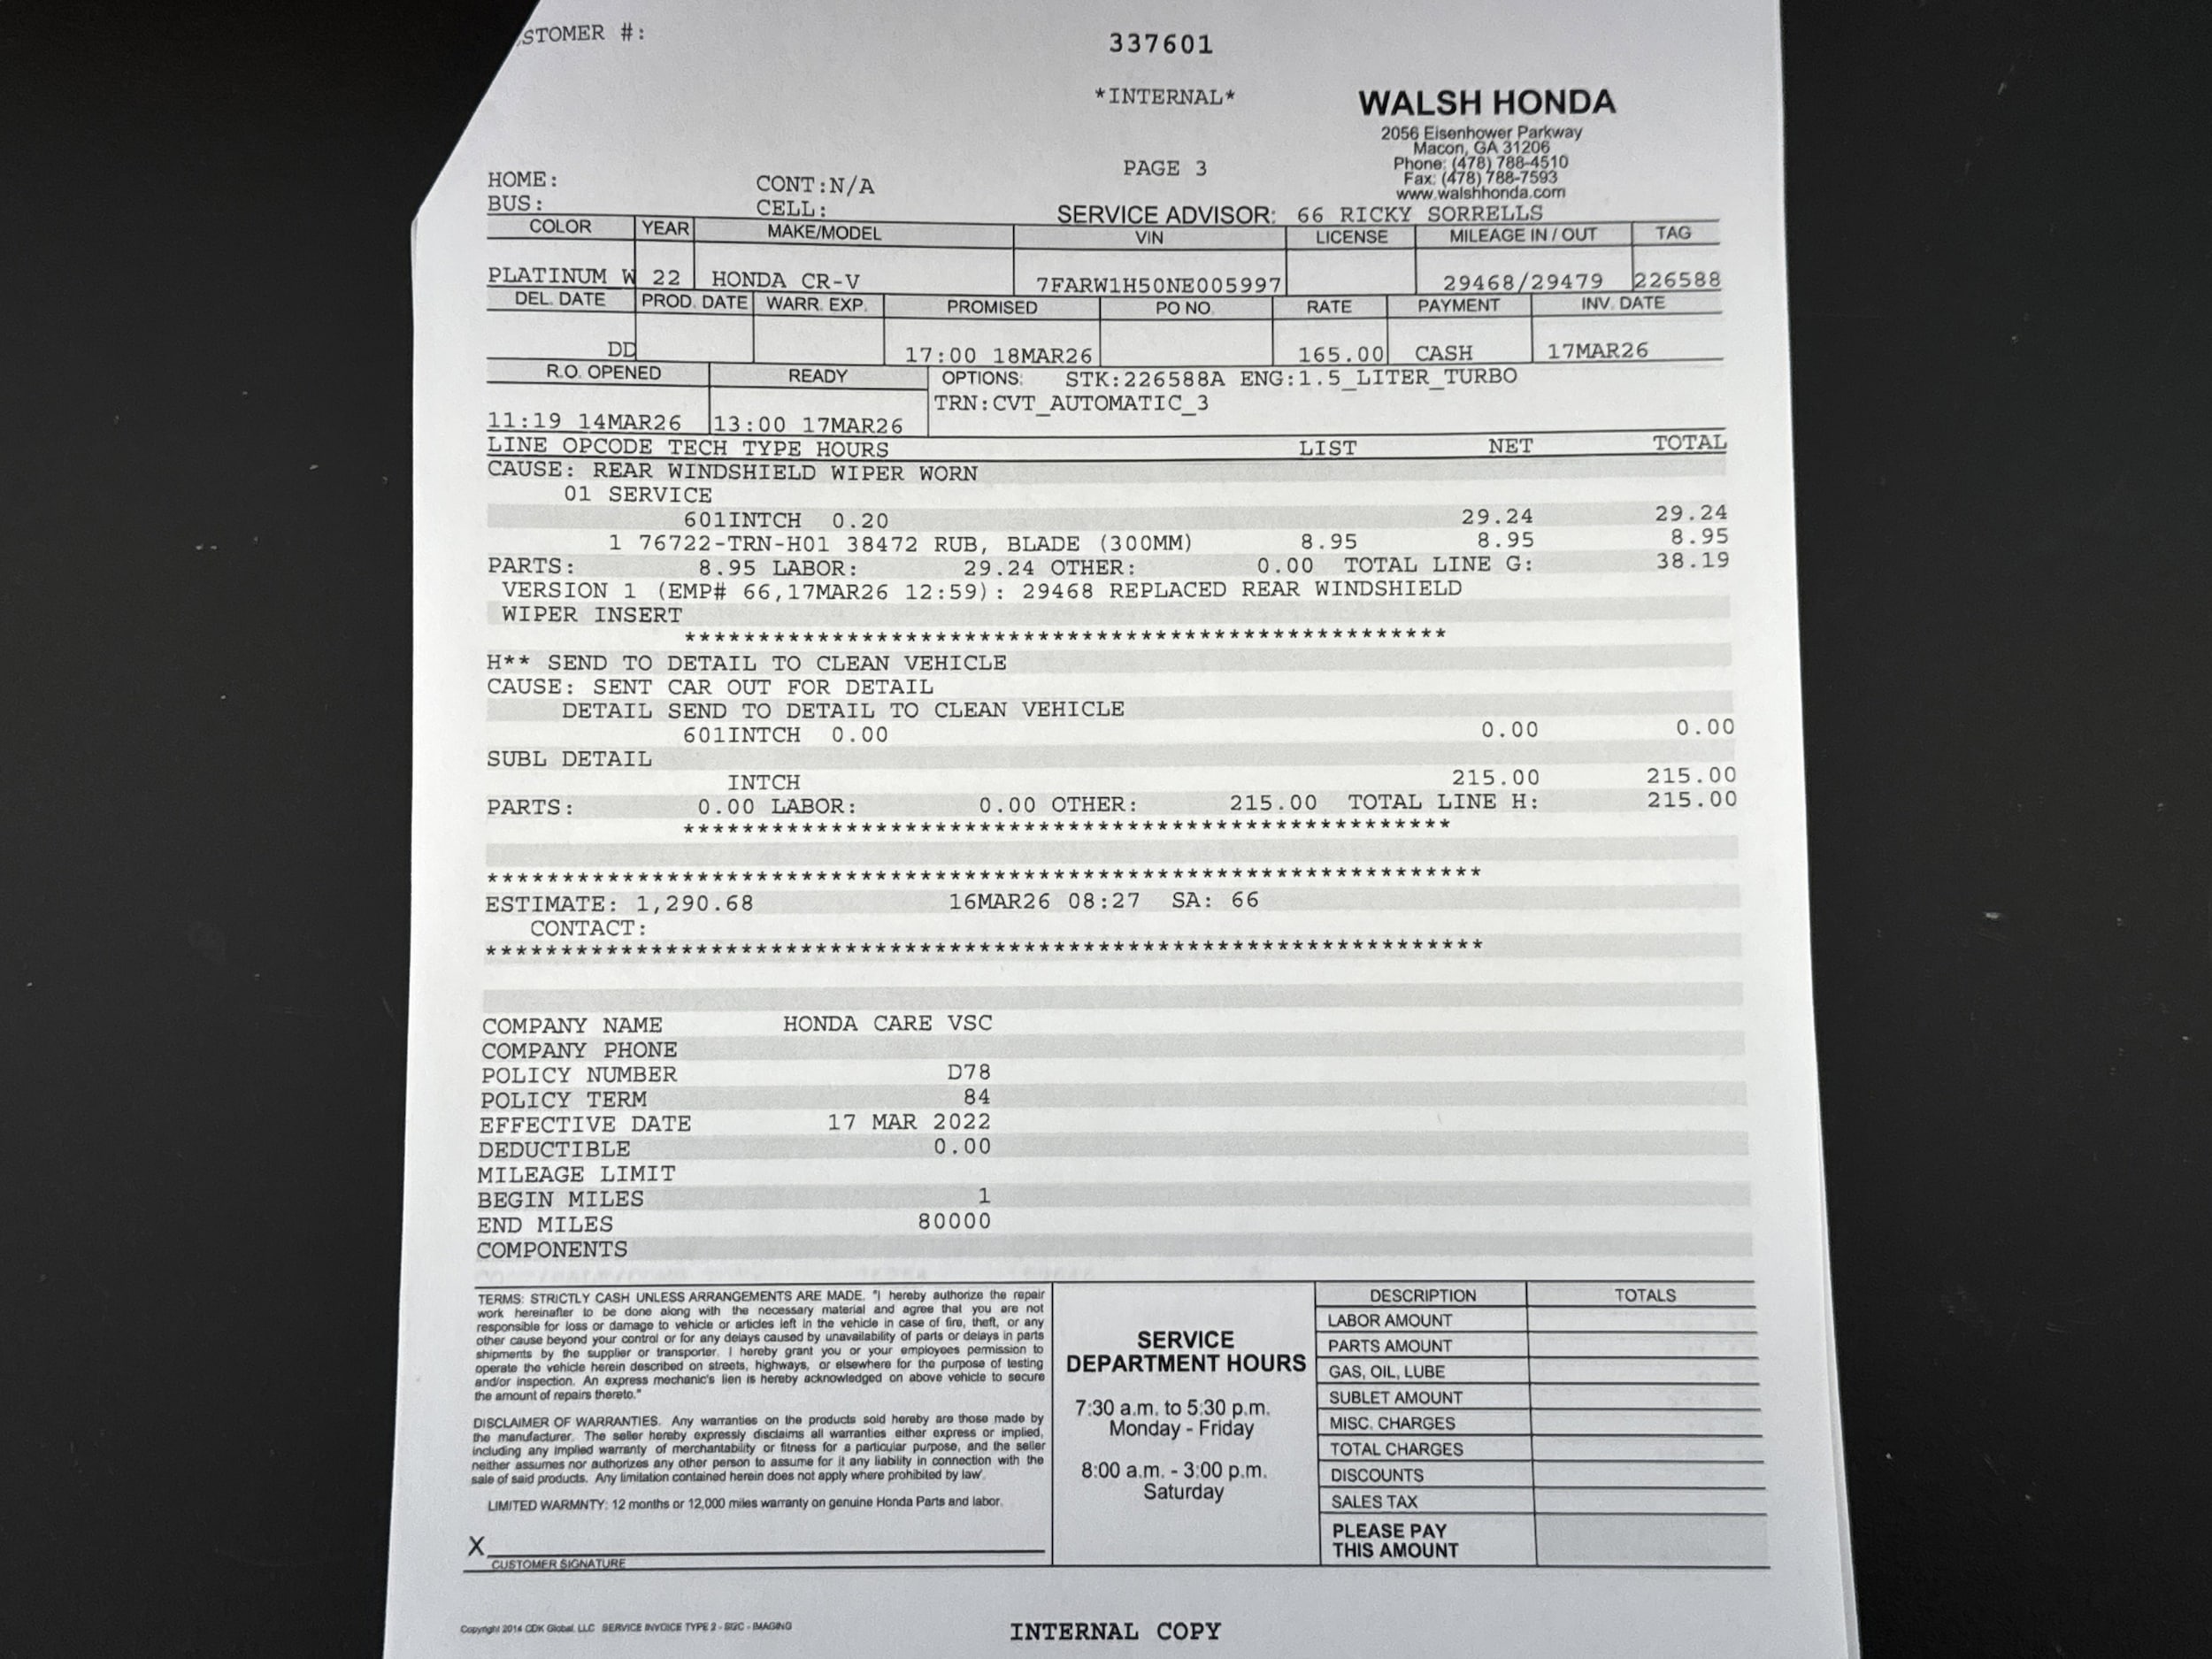 STOMER #:
337601
*INTERNAL*
WALSH HONDA
2056 Eisenhower Parkway
Macon, GA 31206
Phone: (478) 788-4510
Fax: (478) 788-7593
www.walshhonda.com
PAGE 3
HOME: CONT:N/A
BUS: CELL:
SERVICE ADVISOR: 66 RICKY SORRELLS
COLOR YEAR MAKE/MODEL VIN LICENSE MILEAGE IN / OUT TAG
PLATINUM W 22 HONDA CR-V 7FARW1H50NE005997 29468/29479 226588
DEL. DATE PROD. DATE WARR. EXP. PROMISED PO NO. RATE PAYMENT INV. DATE
DD 17:00 18MAR26 165.00 CASH 17MAR26
R.O. OPENED READY OPTIONS: STK:226588A ENG:1.5_LITER_TURBO
TRN:CVT_AUTOMATIC_3
11:19 14MAR26 13:00 17MAR26
LINE OPCODE TECH TYPE HOURS LIST NET TOTAL
CAUSE: REAR WINDSHIELD WIPER WORN
01 SERVICE
601INTCH 0.20 29.24 29.24
1 76722-TRN-H01 38472 RUB, BLADE (300MM) 8.95 8.95 8.95
PARTS: 8.95 LABOR: 29.24 OTHER: 0.00 TOTAL LINE G: 38.19
VERSION 1 (EMP# 66,17MAR26 12:59): 29468 REPLACED REAR WINDSHIELD
WIPER INSERT
****************************************************
H** SEND TO DETAIL TO CLEAN VEHICLE
CAUSE: SENT CAR OUT FOR DETAIL
DETAIL SEND TO DETAIL TO CLEAN VEHICLE
601INTCH 0.00 0.00 0.00
SUBL DETAIL
INTCH 215.00 215.00
PARTS: 0.00 LABOR: 0.00 OTHER: 215.00 TOTAL LINE H: 215.00
****************************************************
********************************************************************
ESTIMATE: 1,290.68 16MAR26 08:27 SA: 66
CONTACT:
********************************************************************
COMPANY NAME HONDA CARE VSC
COMPANY PHONE
POLICY NUMBER D78
POLICY TERM 84
EFFECTIVE DATE 17 MAR 2022
DEDUCTIBLE 0.00
MILEAGE LIMIT
BEGIN MILES 1
END MILES 80000
COMPONENTS
TERMS: STRICTLY CASH UNLESS ARRANGEMENTS ARE MADE. "I hereby authorize the repair
work hereinafter to be done along with the necessary material and agree that you are not
responsible for loss or damage to vehicle or articles left in the vehicle in case of fire, theft, or any
other cause beyond your control or for any delays caused by unavailability of parts or delays in parts
shipments by the supplier or transporter. I hereby grant you or your employees permission to
operate the vehicle herein described on streets, highways, or elsewhere for the purpose of testing
and/or inspection. An express mechanic's lien is hereby acknowledged on above vehicle to secure
the amount of repairs thereto."
DISCLAIMER OF WARRANTIES. Any warranties on the products sold hereby are those made by
the manufacturer. The seller hereby expressly disclaims all warranties either express or implied,
including any implied warranty of merchantability or fitness for a particular purpose, and the seller
neither assumes nor authorizes any other person to assume for it any liability in connection with the
sale of said products. Any limitation contained herein does not apply where prohibited by law.
LIMITED WARMNTY: 12 months or 12,000 miles warranty on genuine Honda Parts and labor.
X
CUSTOMER SIGNATURE
SERVICE
DEPARTMENT HOURS
7:30 a.m. to 5:30 p.m.
Monday - Friday
8:00 a.m. - 3:00 p.m.
Saturday
DESCRIPTION TOTALS
LABOR AMOUNT
PARTS AMOUNT
GAS, OIL, LUBE
SUBLET AMOUNT
MISC. CHARGES
TOTAL CHARGES
DISCOUNTS
SALES TAX
PLEASE PAY
THIS AMOUNT
Copyright 2014 CDK Global, LLC SERVICE INVOICE TYPE 2 - SI2C - IMAGING
INTERNAL COPY